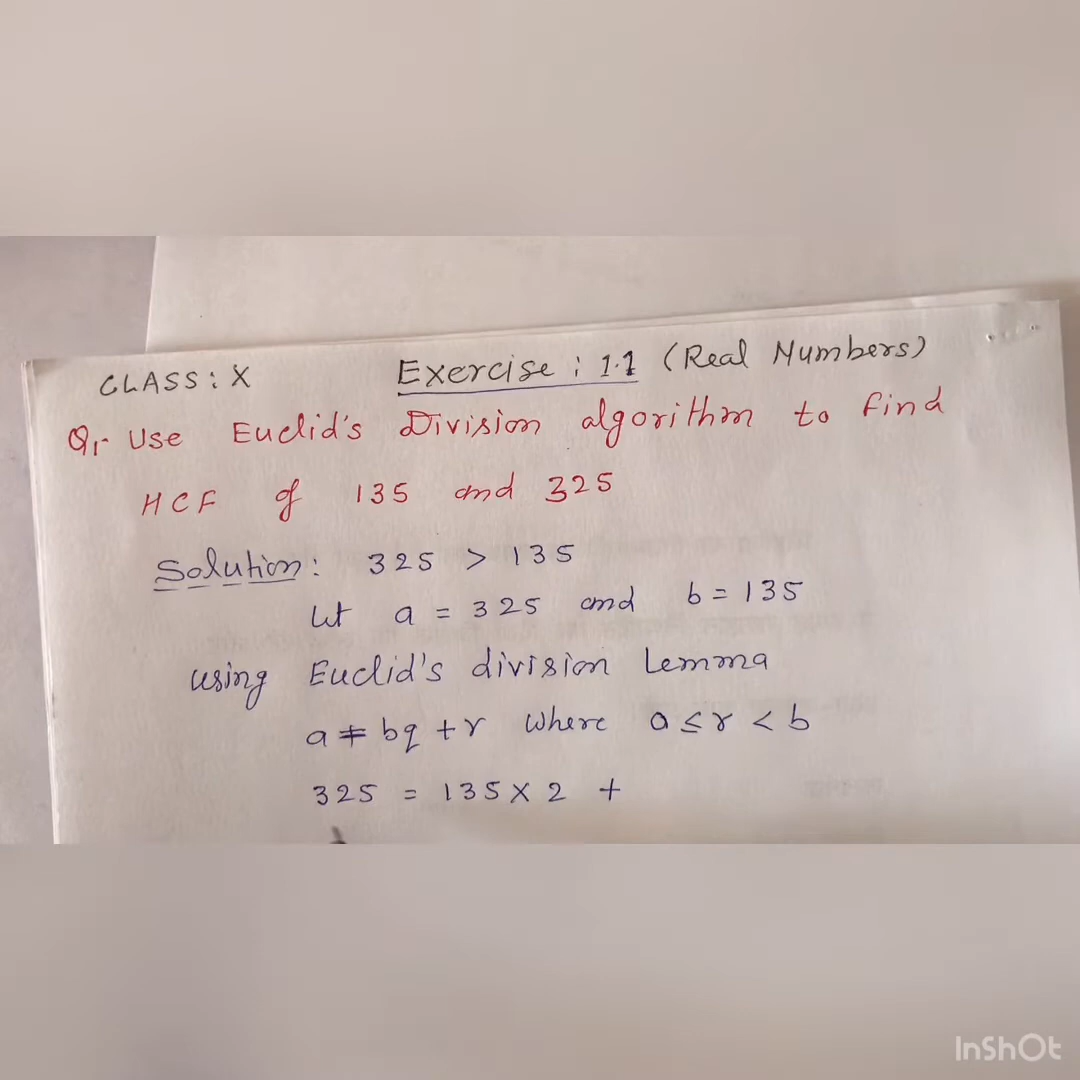 CLASS: X Exercise: 1.1 (Real Numbers)
Q1 Use Euclid's Division algorithm to find
HCF of 135 and 325
Solution: 325 > 135
Let a = 325 and b = 135
using Euclid's division Lemma
a = bq + r where 0 ≤ r < b
325 = 135 × 2 +
InShOt